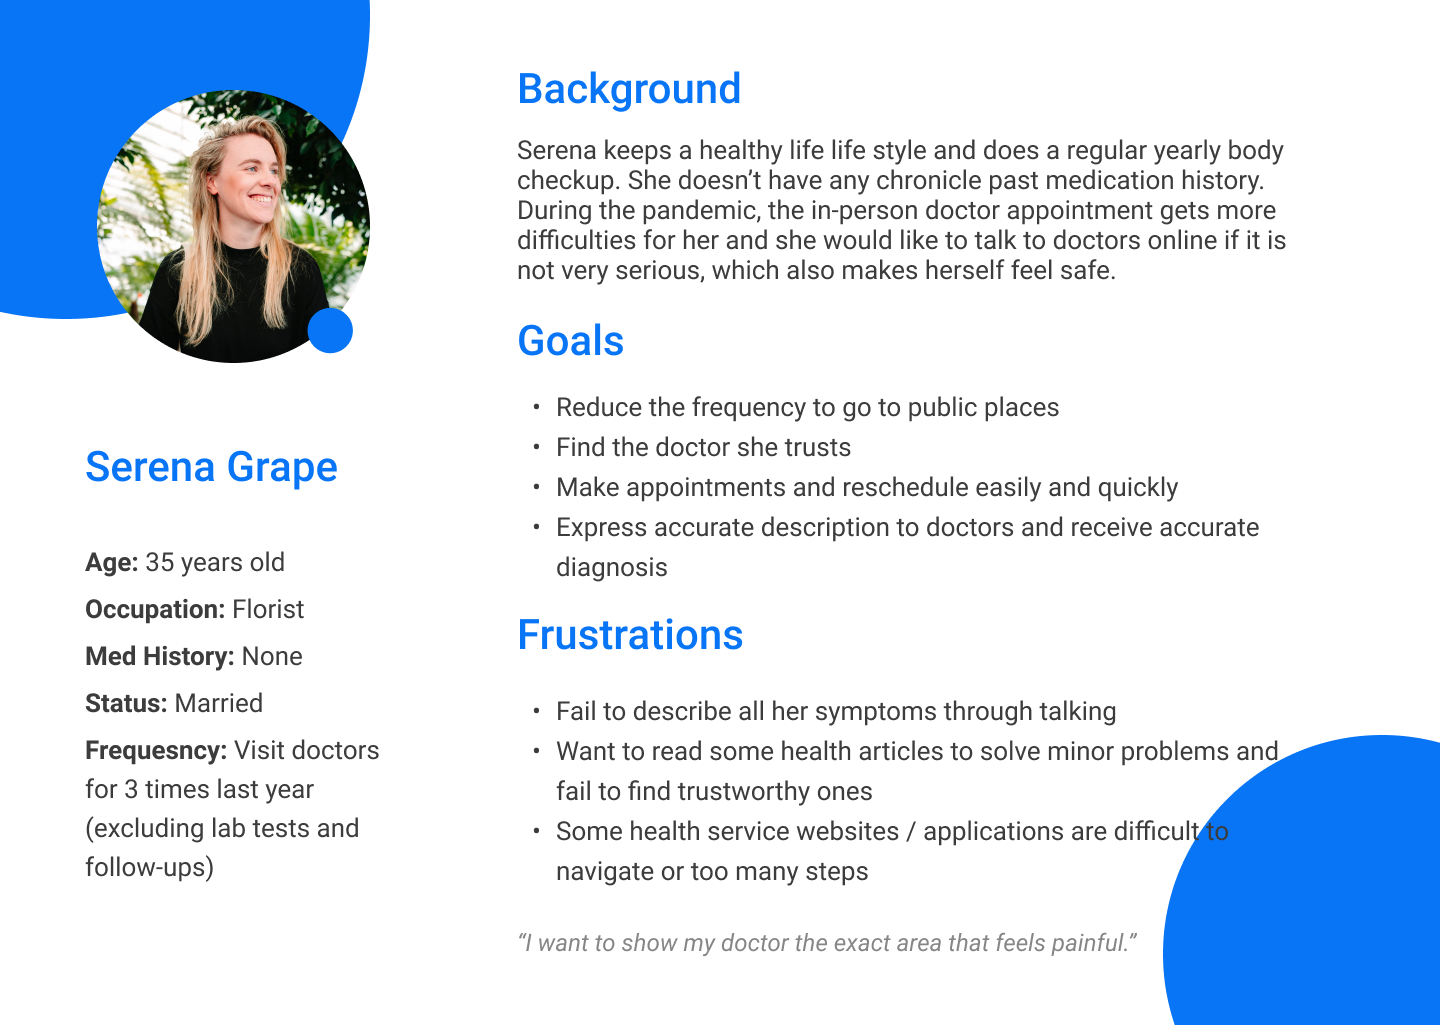 Serena Grape
Age: 35 years old
Occupation: Florist
Med History: None
Status: Married
Frequesncy: Visit doctors
for 3 times last year
(excluding lab tests and
follow-ups)
Background
Serena keeps a healthy life life style and does a regular yearly body
checkup. She doesn’t have any chronicle past medication history.
During the pandemic, the in-person doctor appointment gets more
difficulties for her and she would like to talk to doctors online if it is
not very serious, which also makes herself feel safe.
Goals
• Reduce the frequency to go to public places
• Find the doctor she trusts
• Make appointments and reschedule easily and quickly
• Express accurate description to doctors and receive accurate
diagnosis
Frustrations
• Fail to describe all her symptoms through talking
• Want to read some health articles to solve minor problems and
fail to find trustworthy ones
• Some health service websites / applications are difficult to
navigate or too many steps
“I want to show my doctor the exact area that feels painful.”